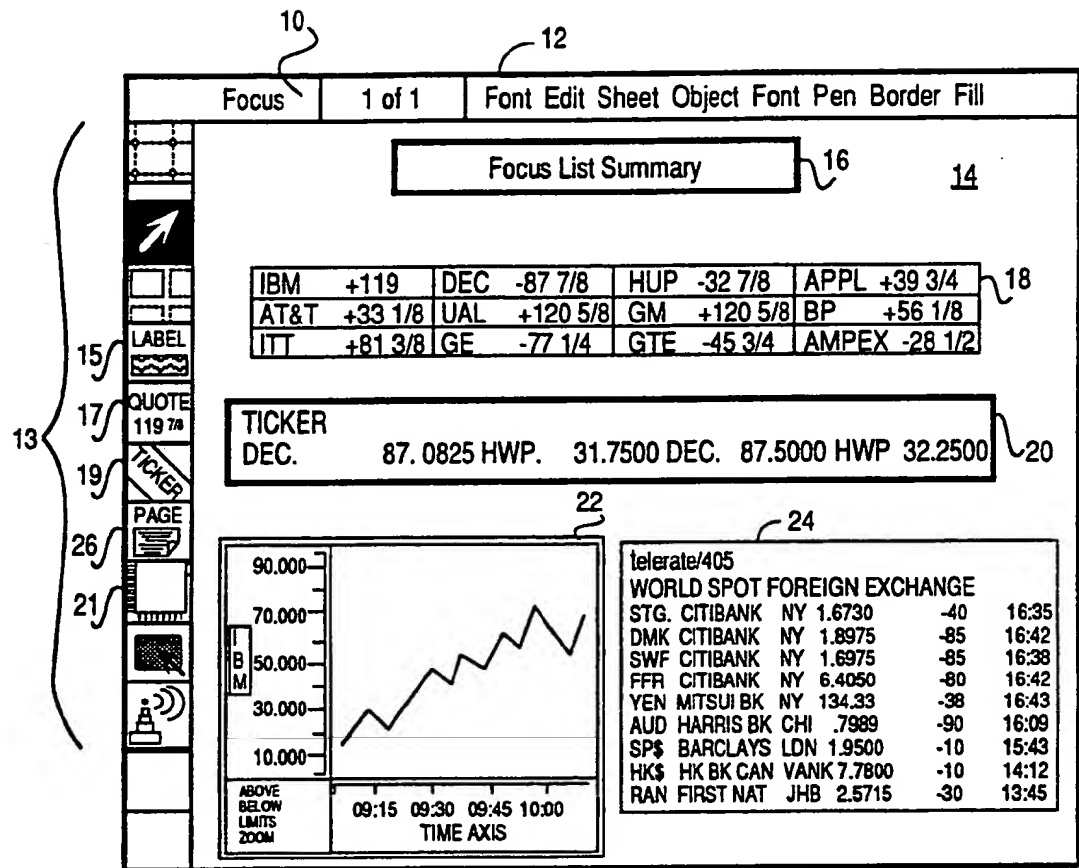 10
12
Focus 1 of 1 Font Edit Sheet Object Font Pen Border Fill
Focus List Summary 16
14
IBM +119 DEC -87 7/8 HUP -32 7/8 APPL +39 3/4
18
AT&T +33 1/8 UAL +120 5/8 GM +120 5/8 BP +56 1/8
ITT +81 3/8 GE -77 1/4 GTE -45 3/4 AMPEX -28 1/2
15
LABEL
17
QUOTE
119 7/8
13
19
TICKER
TICKER
DEC. 87.0825 HWP. 31.7500 DEC. 87.5000 HWP 32.2500
20
26
PAGE
21
22
90.000
70.000
50.000
30.000
10.000
I
B
M
ABOVE
BELOW
LIMITS
ZOOM
09:15 09:30 09:45 10:00
TIME AXIS
24
telerate/405
WORLD SPOT FOREIGN EXCHANGE
STG. CITIBANK NY 1.6730 -40 16:35
DMK CITIBANK NY 1.8975 -85 16:42
SWF CITIBANK NY 1.6975 -85 16:38
FFR CITIBANK NY 6.4050 -80 16:42
YEN MITSUI BK NY 134.33 -38 16:43
AUD HARRIS BK CHI .7989 -90 16:09
SP$ BARCLAYS LDN 1.9500 -10 15:43
HK$ HK BK CAN VANK 7.7800 -10 14:12
RAN FIRST NAT JHB 2.5715 -30 13:45